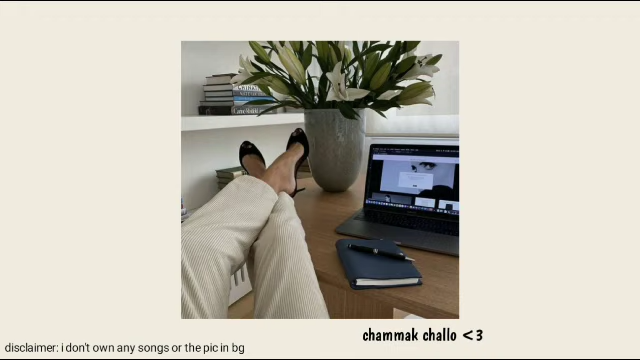 chammak challo <3
disclaimer: i don't own any songs or the pic in bg